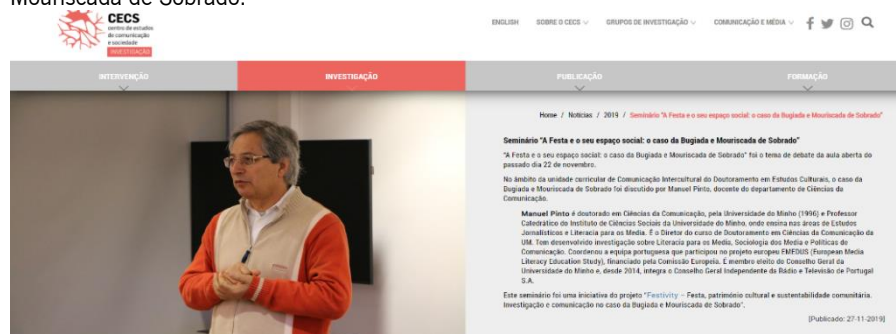 Mouriscada de Sobrado.
CECS
centro de estudos
de comunicação
e sociedade
INVESTIGAÇÃO
ENGLISH SOBRE O CECS GRUPOS DE INVESTIGAÇÃO COMUNICAÇÃO E MÉDIA
INTERVENÇÃO INVESTIGAÇÃO PUBLICAÇÃO FORMAÇÃO
Home / Notícias / 2019 / Seminário "A Festa e o seu espaço social: o caso da Bugiada e Mouriscada de Sobrado"
Seminário "A Festa e o seu espaço social: o caso da Bugiada e Mouriscada de Sobrado"
"A Festa e o seu espaço social: o caso da Bugiada e Mouriscada de Sobrado" foi o tema de debate da aula aberta do
passado dia 22 de novembro.
No âmbito da unidade curricular de Comunicação Intercultural do Doutoramento em Estudos Culturais, o caso da
Bugiada e Mouriscada de Sobrado foi discutido por Manuel Pinto, docente do departamento de Ciências da
Comunicação.
Manuel Pinto é doutorado em Ciências da Comunicação, pela Universidade do Minho (1996) e Professor
Catedrático do Instituto de Ciências Sociais da Universidade do Minho, onde ensina nas áreas de Estudos
Jornalísticos e Literacia para os Media. É o Diretor do curso de Doutoramento em Ciências da Comunicação da
UM. Tem desenvolvido investigação sobre Literacia para os Media, Sociologia dos Media e Políticas de
Comunicação. Coordenou a equipa portuguesa que participou no projeto europeu EMEDUS (European Media
Literacy Education Study), financiado pela Comissão Europeia. É membro eleito do Conselho Geral da
Universidade do Minho e, desde 2014, integra o Conselho Geral Independente da Rádio e Televisão de Portugal
S.A.
Este seminário foi uma iniciativa do projeto "Festivity – Festa, património cultural e sustentabilidade comunitária.
Investigação e comunicação no caso da Bugiada e Mouriscada de Sobrado".
[Publicado: 27-11-2019]